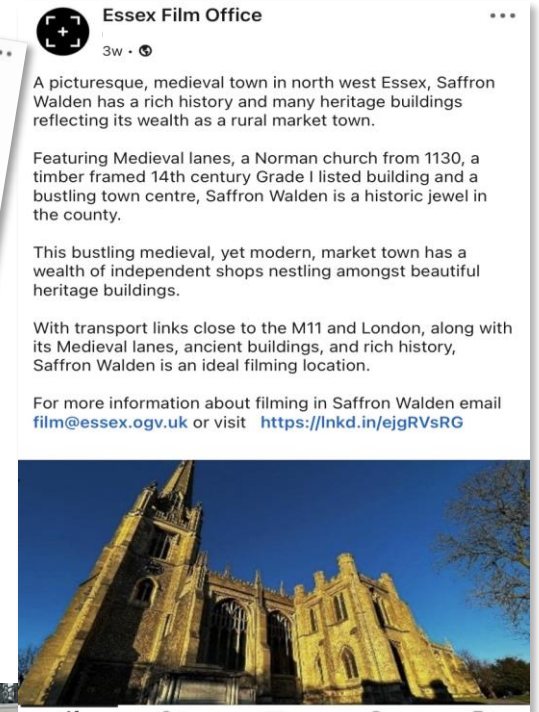 Essex Film Office
3w •
A picturesque, medieval town in north west Essex, Saffron
Walden has a rich history and many heritage buildings
reflecting its wealth as a rural market town.
Featuring Medieval lanes, a Norman church from 1130, a
timber framed 14th century Grade I listed building and a
bustling town centre, Saffron Walden is a historic jewel in
the county.
This bustling medieval, yet modern, market town has a
wealth of independent shops nestling amongst beautiful
heritage buildings.
With transport links close to the M11 and London, along with
its Medieval lanes, ancient buildings, and rich history,
Saffron Walden is an ideal filming location.
For more information about filming in Saffron Walden email
film@essex.ogv.uk or visit https://lnkd.in/ejgRVsRG